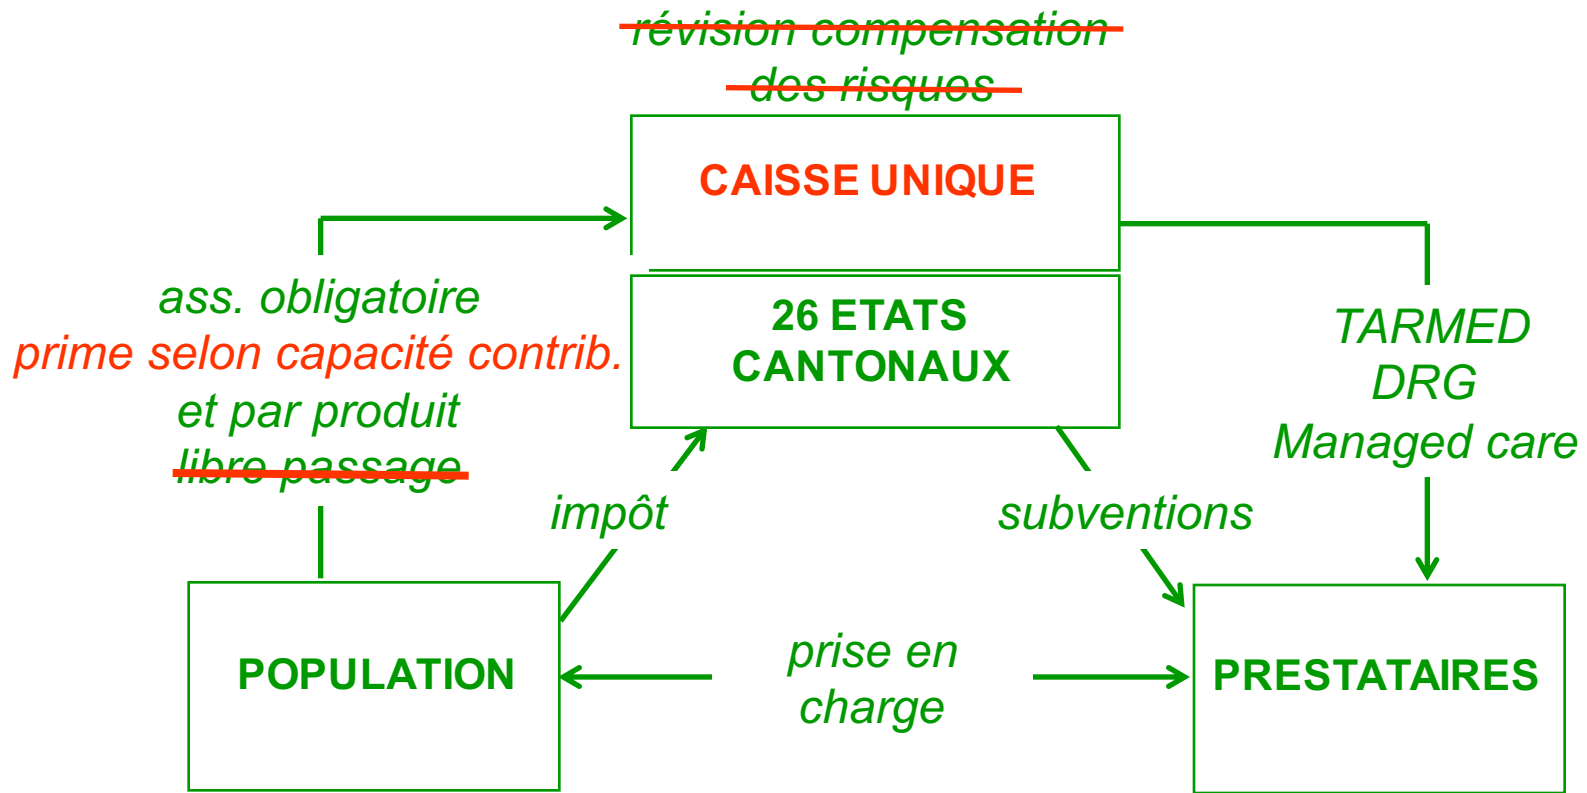 révision compensation
des risques
CAISSE UNIQUE
26 ETATS
CANTONAUX
ass. obligatoire
prime selon capacité contrib.
et par produit
libre passage
TARMED
DRG
Managed care
impôt
subventions
POPULATION
prise en
charge
PRESTATAIRES